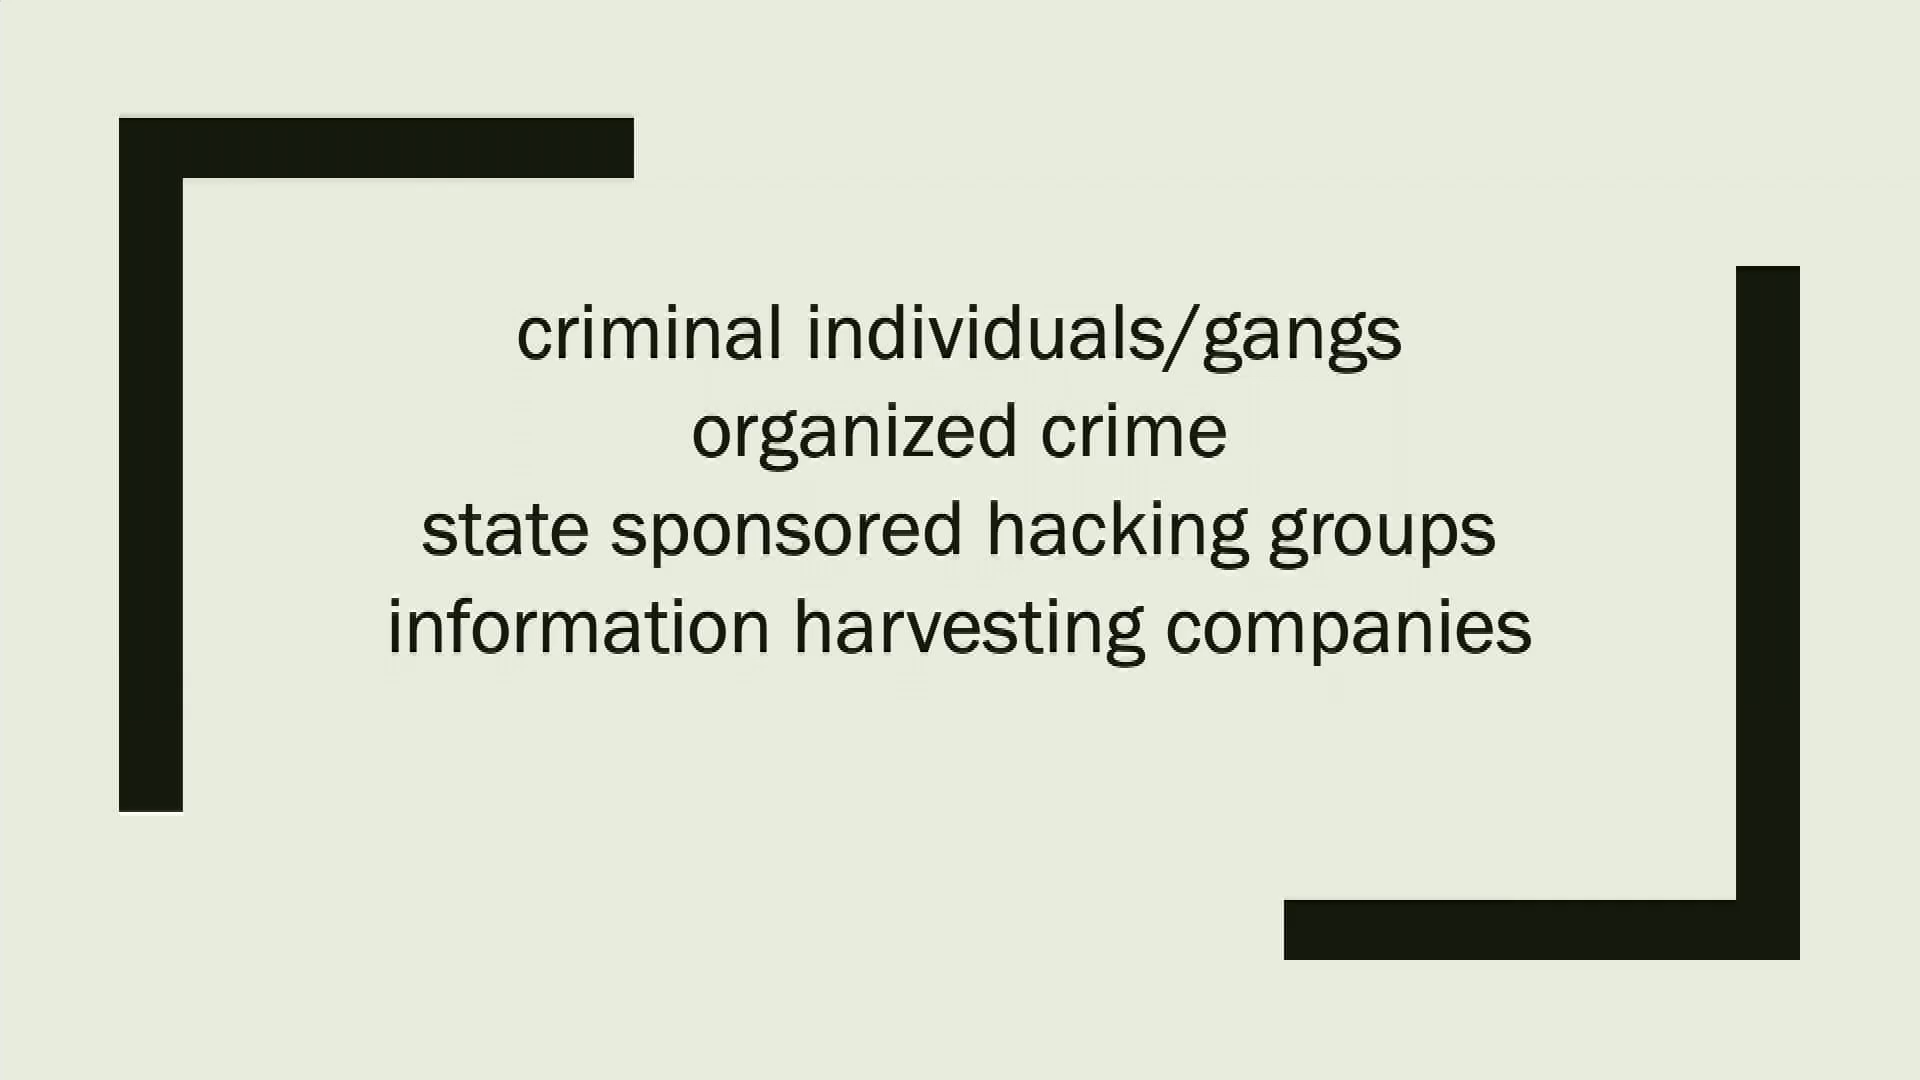 criminal individuals/gangs
organized crime
state sponsored hacking groups
information harvesting companies